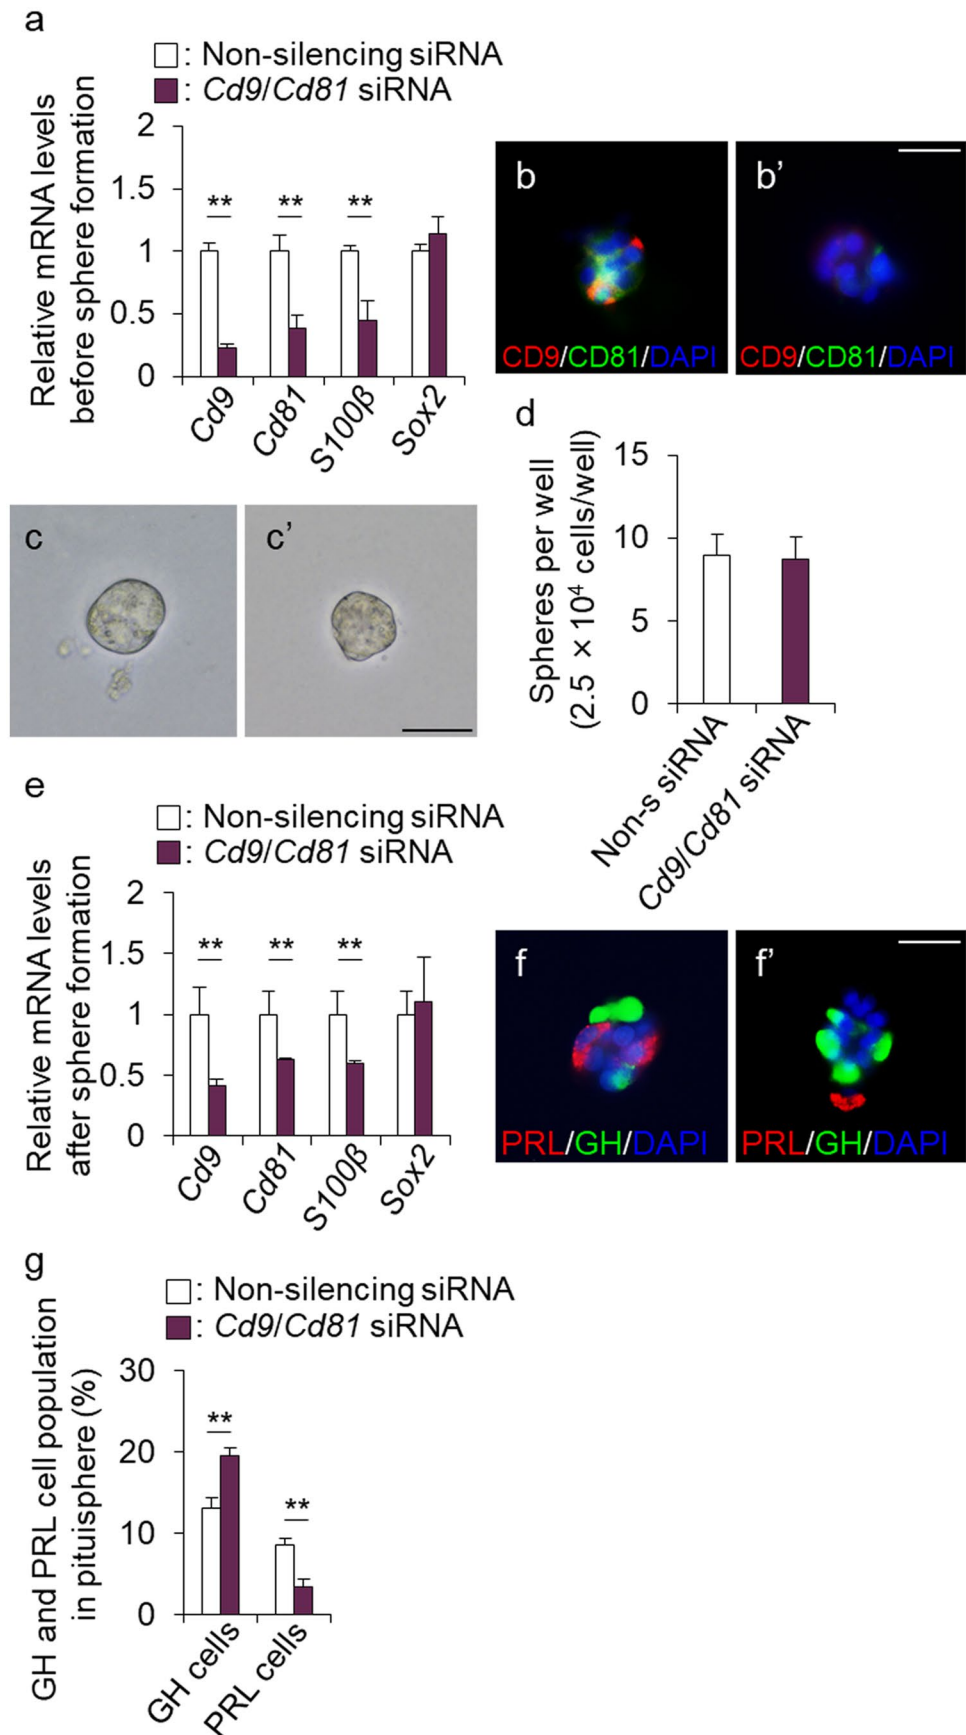 a
: Non-silencing siRNA
: Cd9/Cd81 siRNA
Relative mRNA levels
before sphere formation
2
1.5
1
0.5
0
** ** **
Cd9 Cd81 S100β Sox2
b
CD9/CD81/DAPI
b’
CD9/CD81/DAPI
c
c’
d
Spheres per well
(2.5 ×10⁴ cells/well)
15
10
5
0
Non-s siRNA
Cd9/Cd81 siRNA
e
: Non-silencing siRNA
: Cd9/Cd81 siRNA
Relative mRNA levels
after sphere formation
2
1.5
1
0.5
0
** ** **
Cd9 Cd81 S100β Sox2
f
PRL/GH/DAPI
f’
PRL/GH/DAPI
g
: Non-silencing siRNA
: Cd9/Cd81 siRNA
GH and PRL cell population
in pituisphere (%)
30
20
10
0
**
**
GH cells
PRL cells